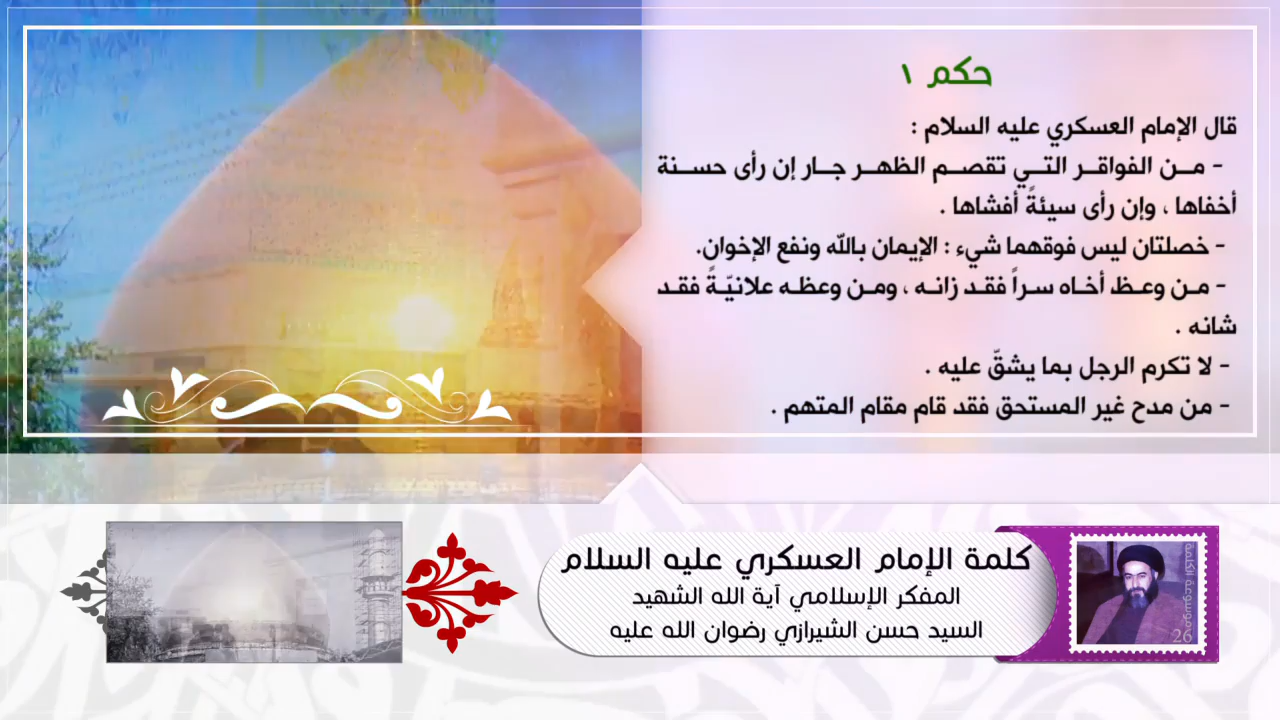 حكم ١
قال الإمام العسكري عليه السلام :
- من الفواقر التي تقصم الظهر جار إن رأى حسنة
أخفاها ، وإن رأى سيئةً أفشاها .
- خصلتان ليس فوقهما شيء : الإيمان بالله ونفع الإخوان.
- من وعظ أخاه سراً فقد زانه ، ومن وعظه علانيّةً فقد
شانه .
- لا تكرم الرجل بما يشقّ عليه .
- من مدح غير المستحق فقد قام مقام المتهم .
كلمة الإمام العسكري عليه السلام
المفكر الإسلامي آية الله الشهيد
السيد حسن الشيرازي رضوان الله عليه
موسوعة الكلمة
26